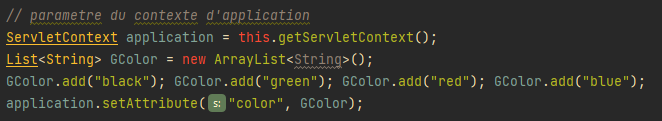 // parametre du contexte d'application
ServletContext application = this.getServletContext();
List<String> GColor = new ArrayList<String>();
GColor.add("black"); GColor.add("green"); GColor.add("red"); GColor.add("blue");
application.setAttribute( s: "color", GColor);